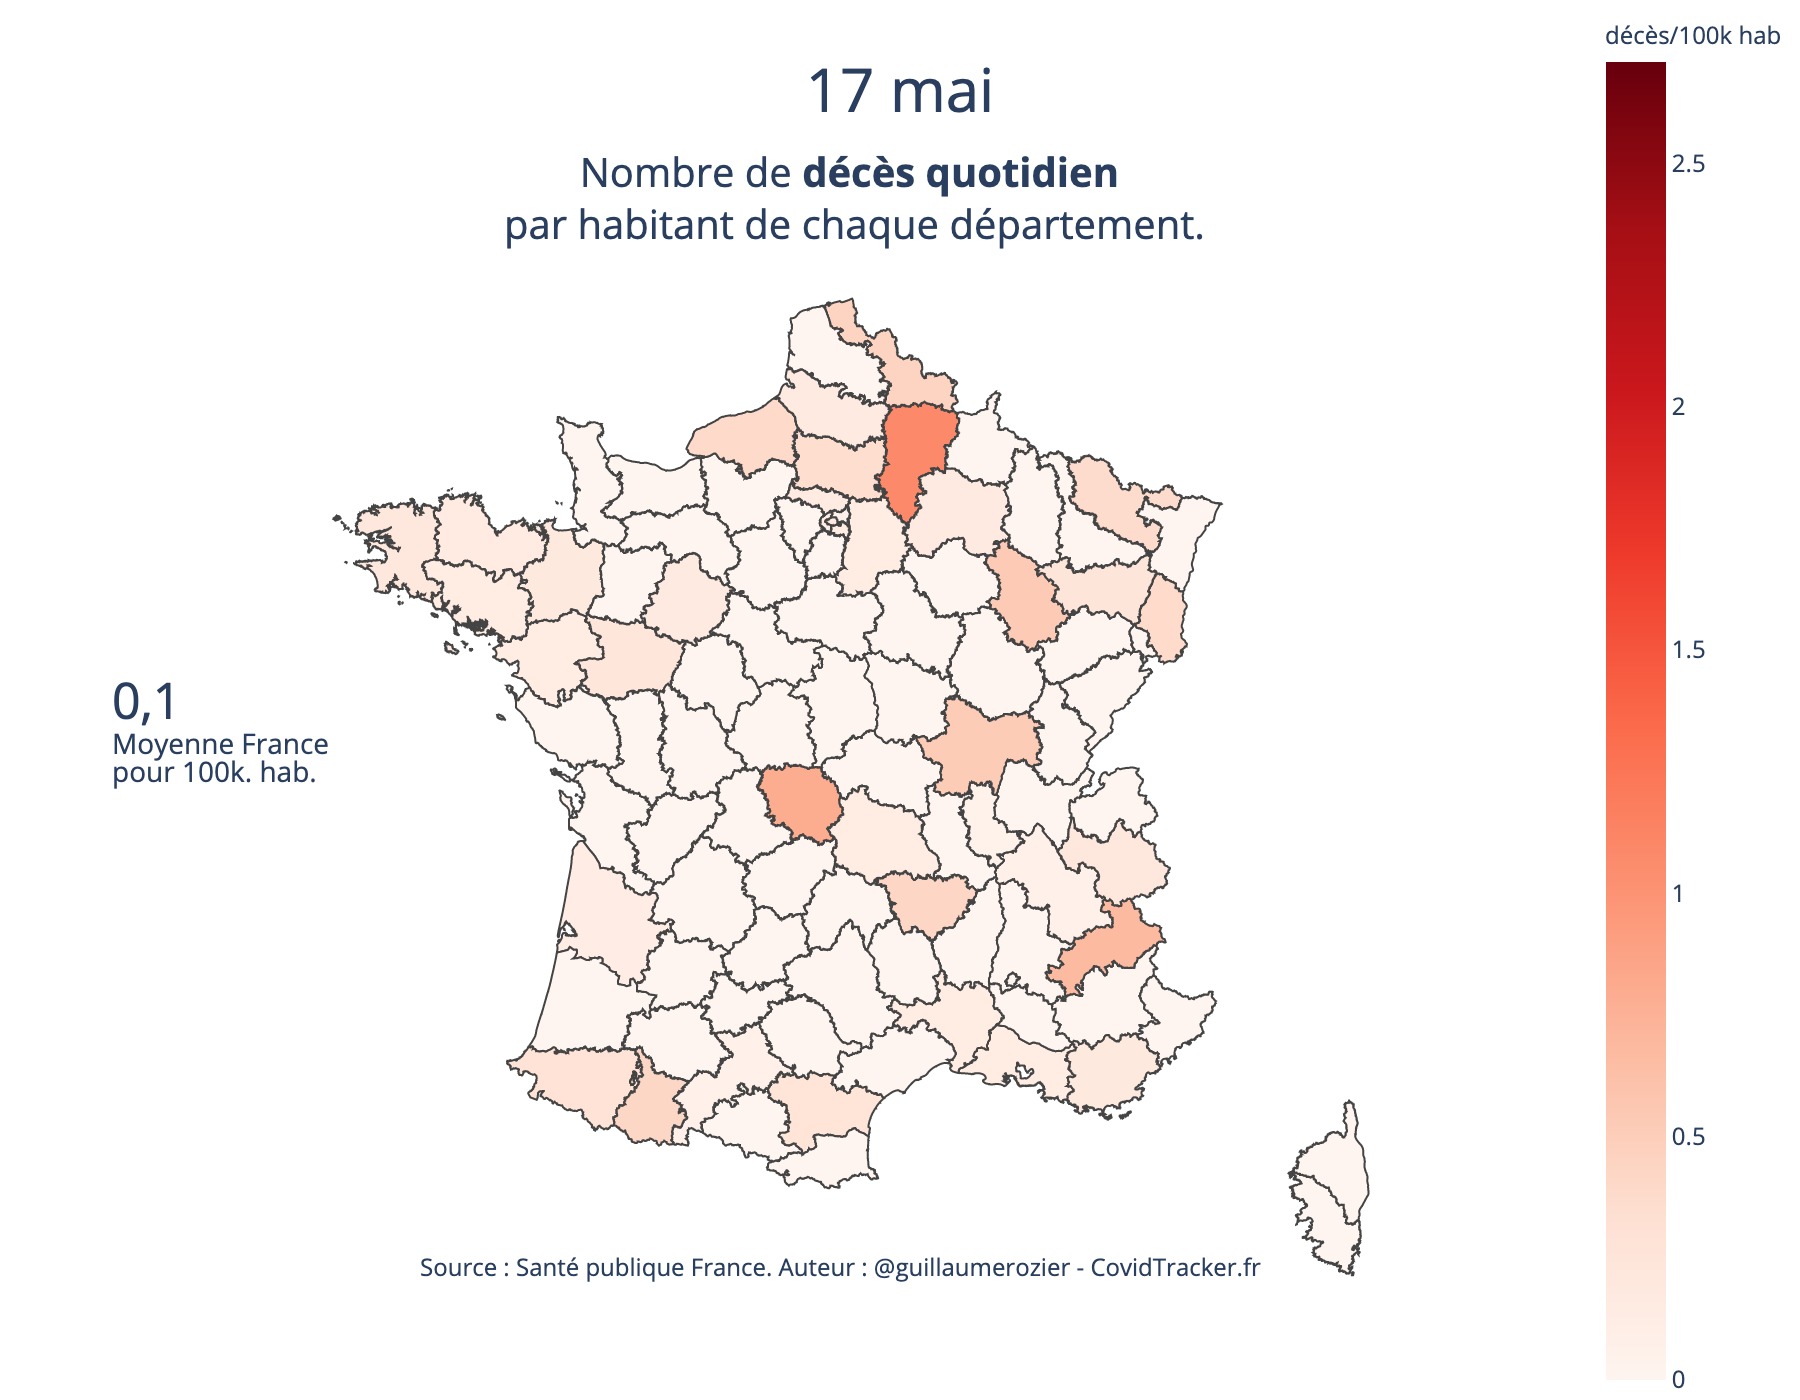 décès/100k hab
17 mai
Nombre de décès quotidien
par habitant de chaque département.
2.5
2
1.5
1
0.5
0
0,1
Moyenne France
pour 100k. hab.
Source : Santé publique France. Auteur : @guillaumerozier - CovidTracker.fr